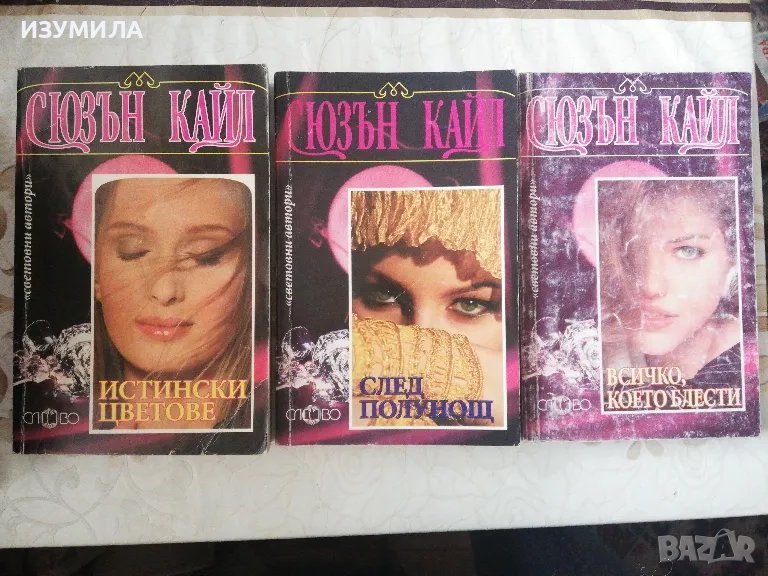 ИЗУМИЛА
СЮЗЪН КАЙЛ
«световни автори»
ИСТИНСКИ
ЦВЕТОВЕ
СЛОВО
СЮЗЪН КАЙЛ
«световни автори»
СЛЕД
ПОЛУНОЩ
СЛОВО
СЮЗЪН КАЙЛ
«световни автори»
ВСИЧКО,
КОЕТО БЛЕСТИ
СЛОВО
BAZAR